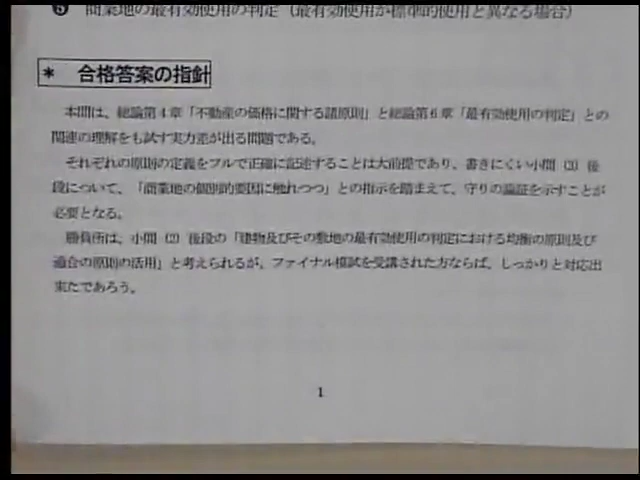 ❺ 商業地の最有効使用の判定（最有効使用が標準的使用と異なる場合）
＊ 合格答案の指針
本問は、総論第4章「不動産の価格に関する諸原則」と総論第6章「最有効使用の判定」との
関連の理解をも試す実力差が出る問題である。
それぞれの原則の定義をフルで正確に記述することは大前提であり、書きにくい小問（3）後
段について、「商業地の個別的要因に触れつつ」との指示を踏まえて、守りの論証を示すことが
必要となる。
勝負所は、小問（2）後段の「建物及びその敷地の最有効使用の判定における均衡の原則及び
適合の原則の活用」と考えられるが、ファイナル模試を受講された方ならば、しっかりと対応出
来たであろう。
1